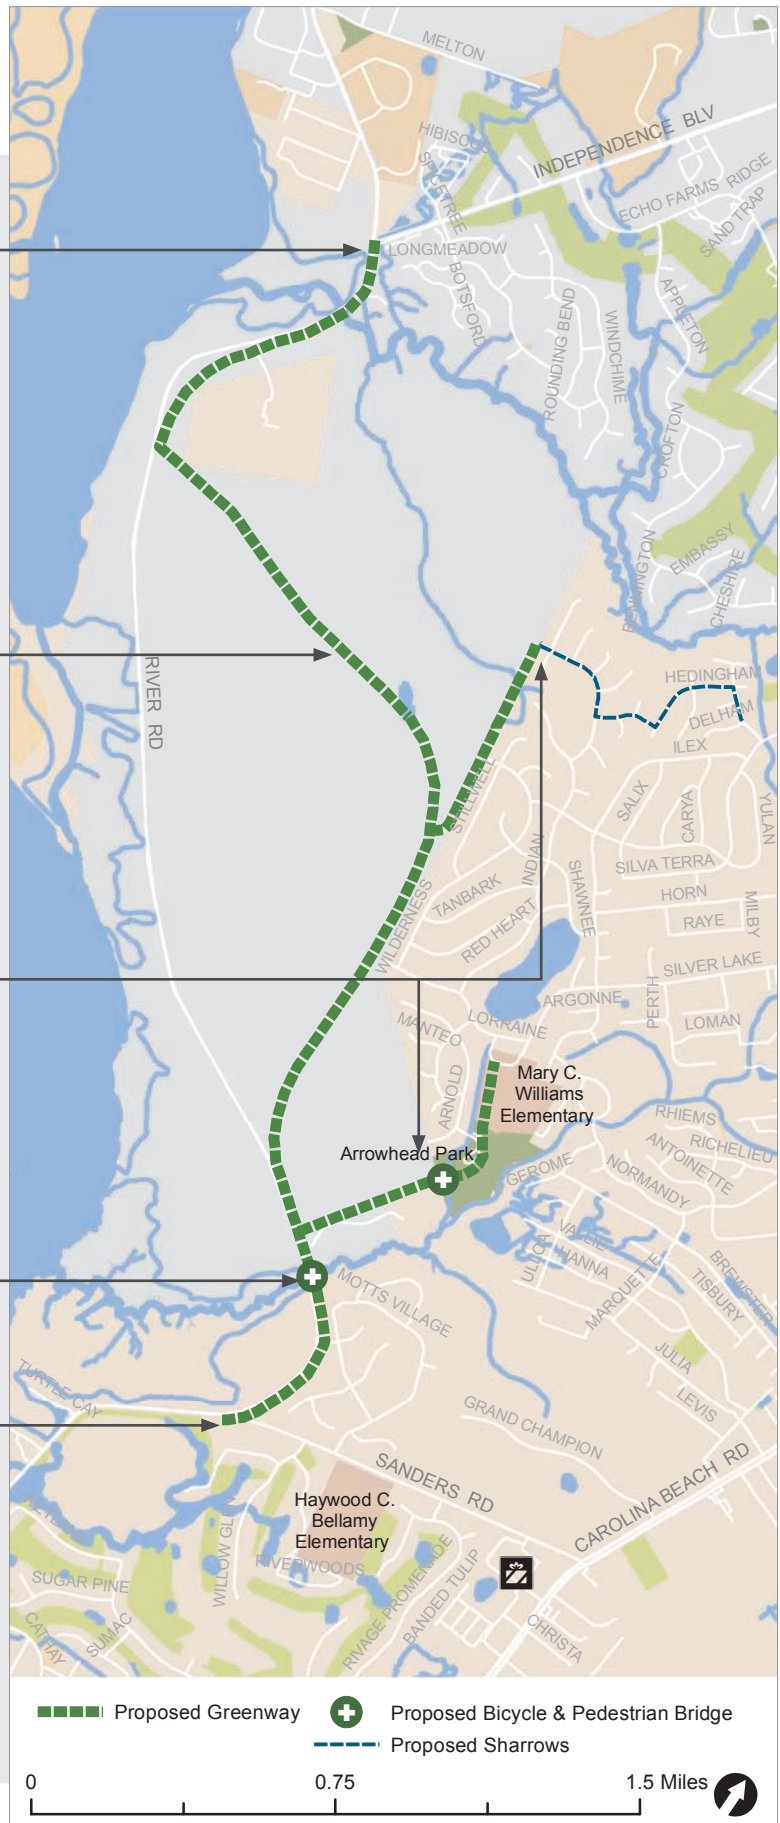 MELTON
HIBISCUS
INDEPENDENCE BLV
SPICETREE
ECHO FARMS
RIDGE
SAND TRAP
LONGMEADOW
BOTSFORD
APPLETON
ROUNDING BEND
WINDCHIME
CROFTON
EMBASSY
BENNINGTON
CHESHIRE
RIVER RD
HEDINGHAM
DELHAM
ILEX
STILLWELL
SALIX
CARYA
YULAN
INDIAN
SILVA TERRA
SHAWNEE
TANBARK
HORN
MILBY
WILDERNESS
RED HEART
RAYE
SILVER LAKE
ARGONNE
PERTH
MANTEO
LORRAINE
LOMAN
ARNOLD
Mary C.
Williams
Elementary
RHIEMS
Arrowhead Park
ANTOINETTE
RICHELIEU
GEROME
NORMANDY
VALLIE
ULLOA
HANNA
MARQUETTE
BREWSTER
TISBURY
MOTTS VILLAGE
JULIA
TURTLE CAY
LEVIS
GRAND CHAMPION
SANDERS RD
CAROLINA BEACH RD
Haywood C.
Bellamy
Elementary
WILLOW GLEN
RIVERWOODS
SUGAR PINE
RIVAGE PROMENADE
BANDED TULIP
CATHAY
SUMAC
CHRISTA
Proposed Greenway
Proposed Bicycle & Pedestrian Bridge
Proposed Sharrows
0 0.75 1.5 Miles